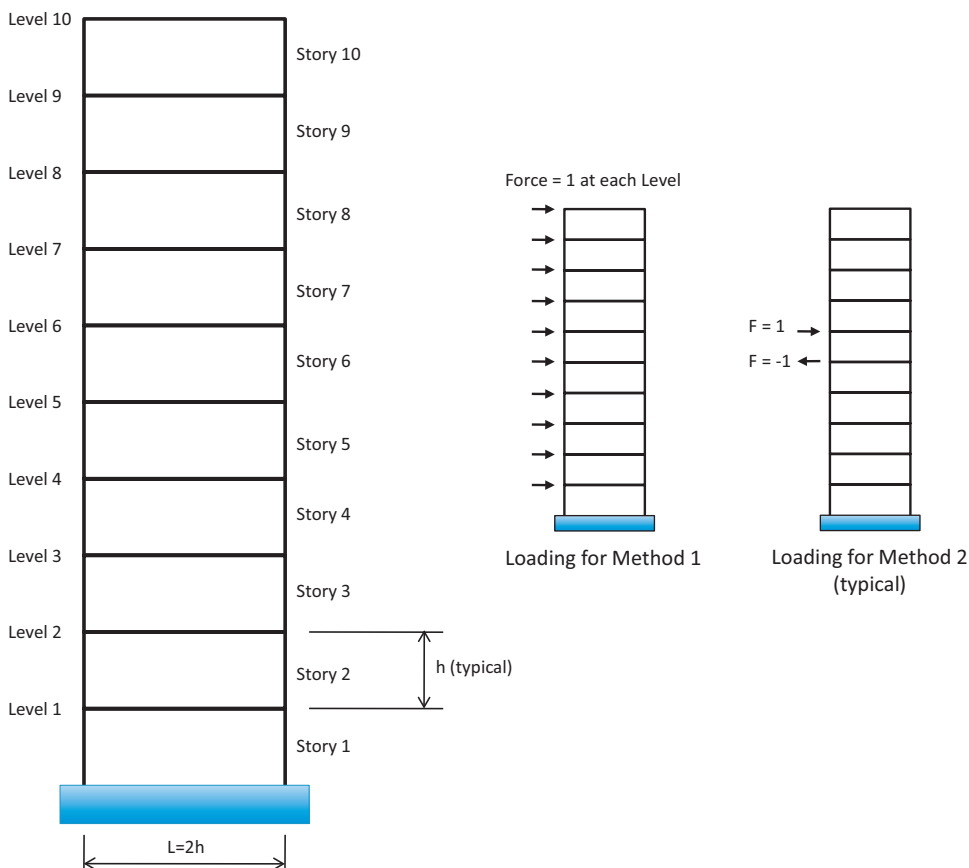 Level 10
Story 10
Level 9
Story 9
Level 8
Story 8
Level 7
Story 7
Level 6
Story 6
Level 5
Story 5
Level 4
Story 4
Level 3
Story 3
Level 2
Story 2
h (typical)
Level 1
Story 1
L=2h
Force = 1 at each Level
Loading for Method 1
F = 1
F = -1
Loading for Method 2
(typical)